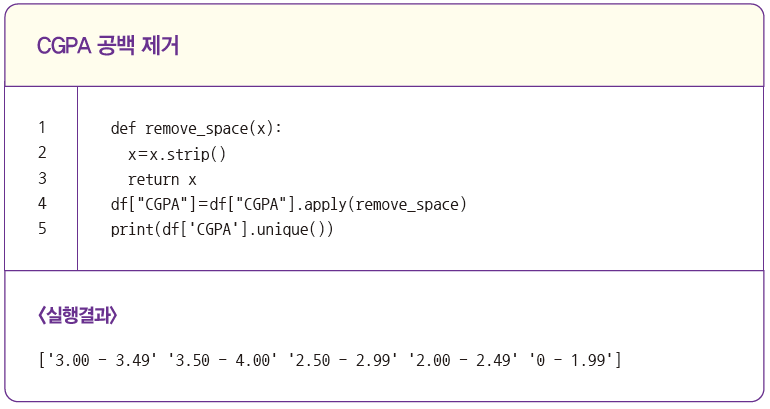 CGPA 공백 제거
1 def remove_space(x):
2 x=x.strip()
3 return x
4 df["CGPA"]=df["CGPA"].apply(remove_space)
5 print(df['CGPA'].unique())
<실행결과>
['3.00 - 3.49' '3.50 - 4.00' '2.50 - 2.99' '2.00 - 2.49' '0 - 1.99']